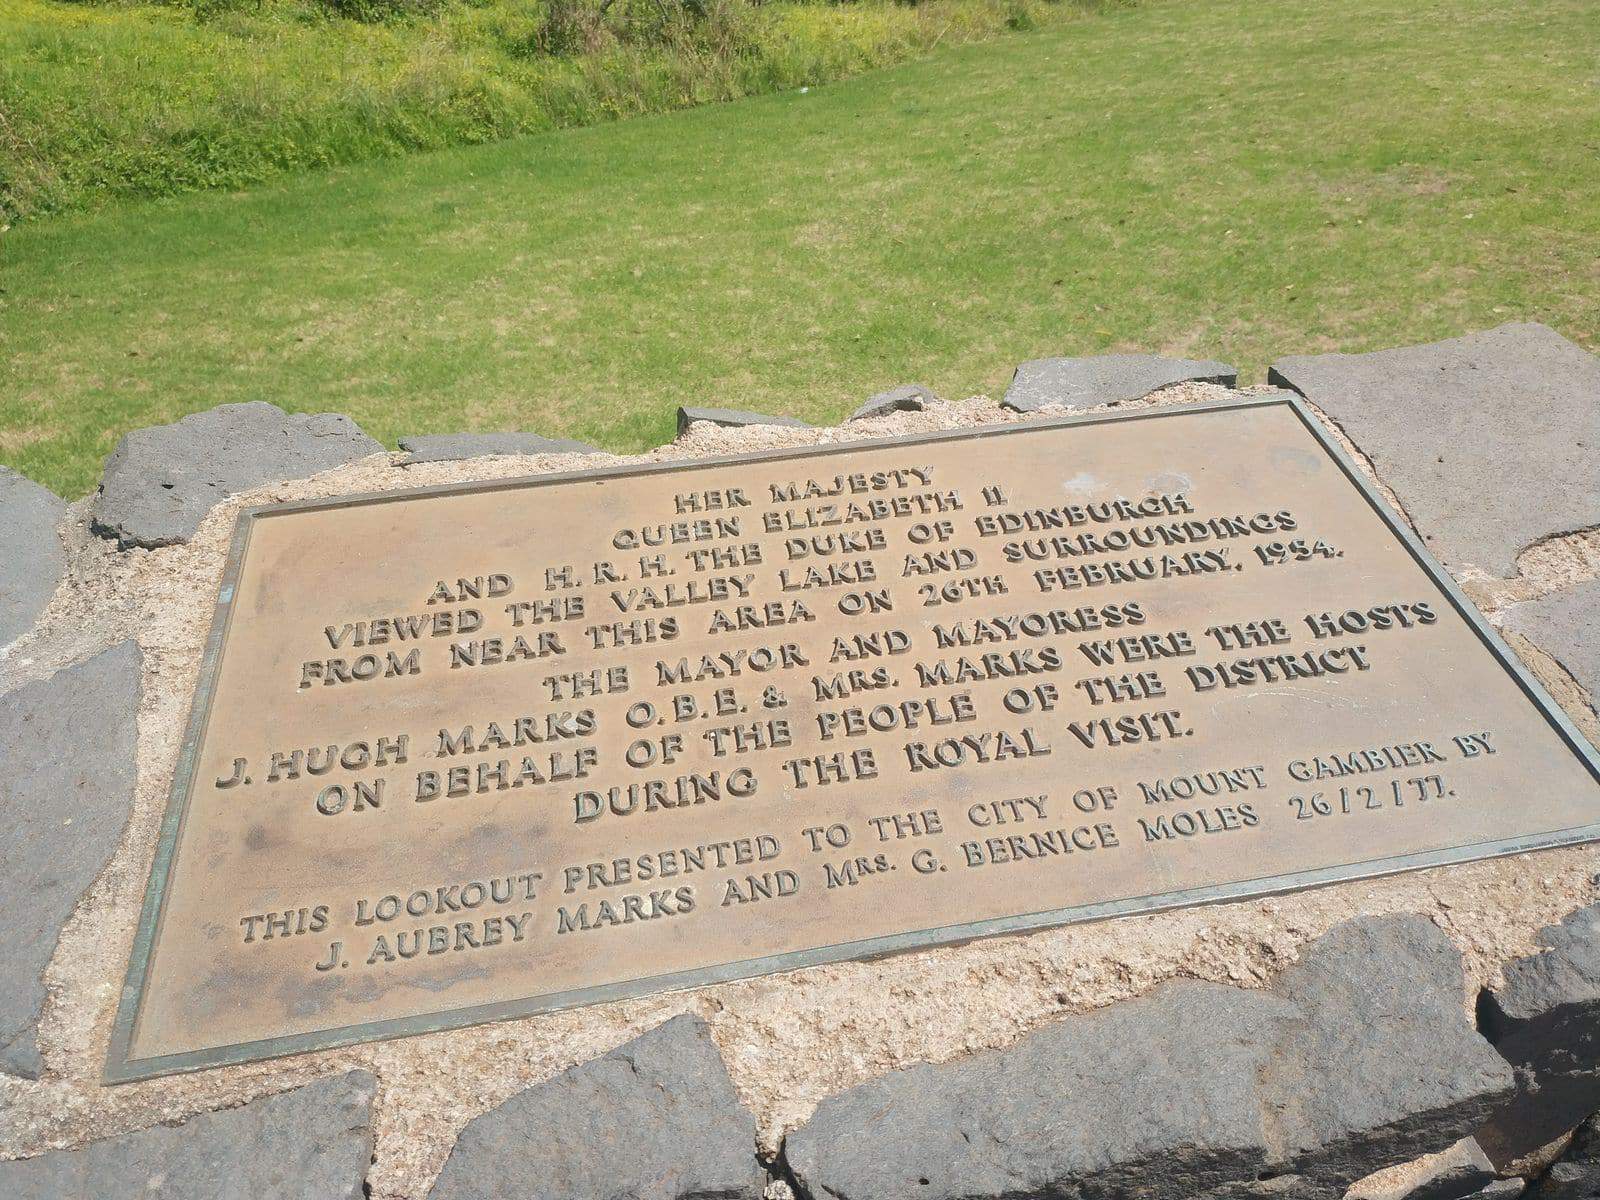 HER MAJESTY
QUEEN ELIZABETH II
AND H.R.H. THE DUKE OF EDINBURGH
VIEWED THE VALLEY LAKE AND SURROUNDINGS
FROM NEAR THIS AREA ON 26TH FEBRUARY, 1954.
THE MAYOR AND MAYORESS
J. HUGH MARKS O.B.E. & MRS. MARKS WERE THE HOSTS
ON BEHALF OF THE PEOPLE OF THE DISTRICT
DURING THE ROYAL VISIT.
THIS LOOKOUT PRESENTED TO THE CITY OF MOUNT GAMBIER BY
J. AUBREY MARKS AND MRS. G. BERNICE MOLES 26/2/77.